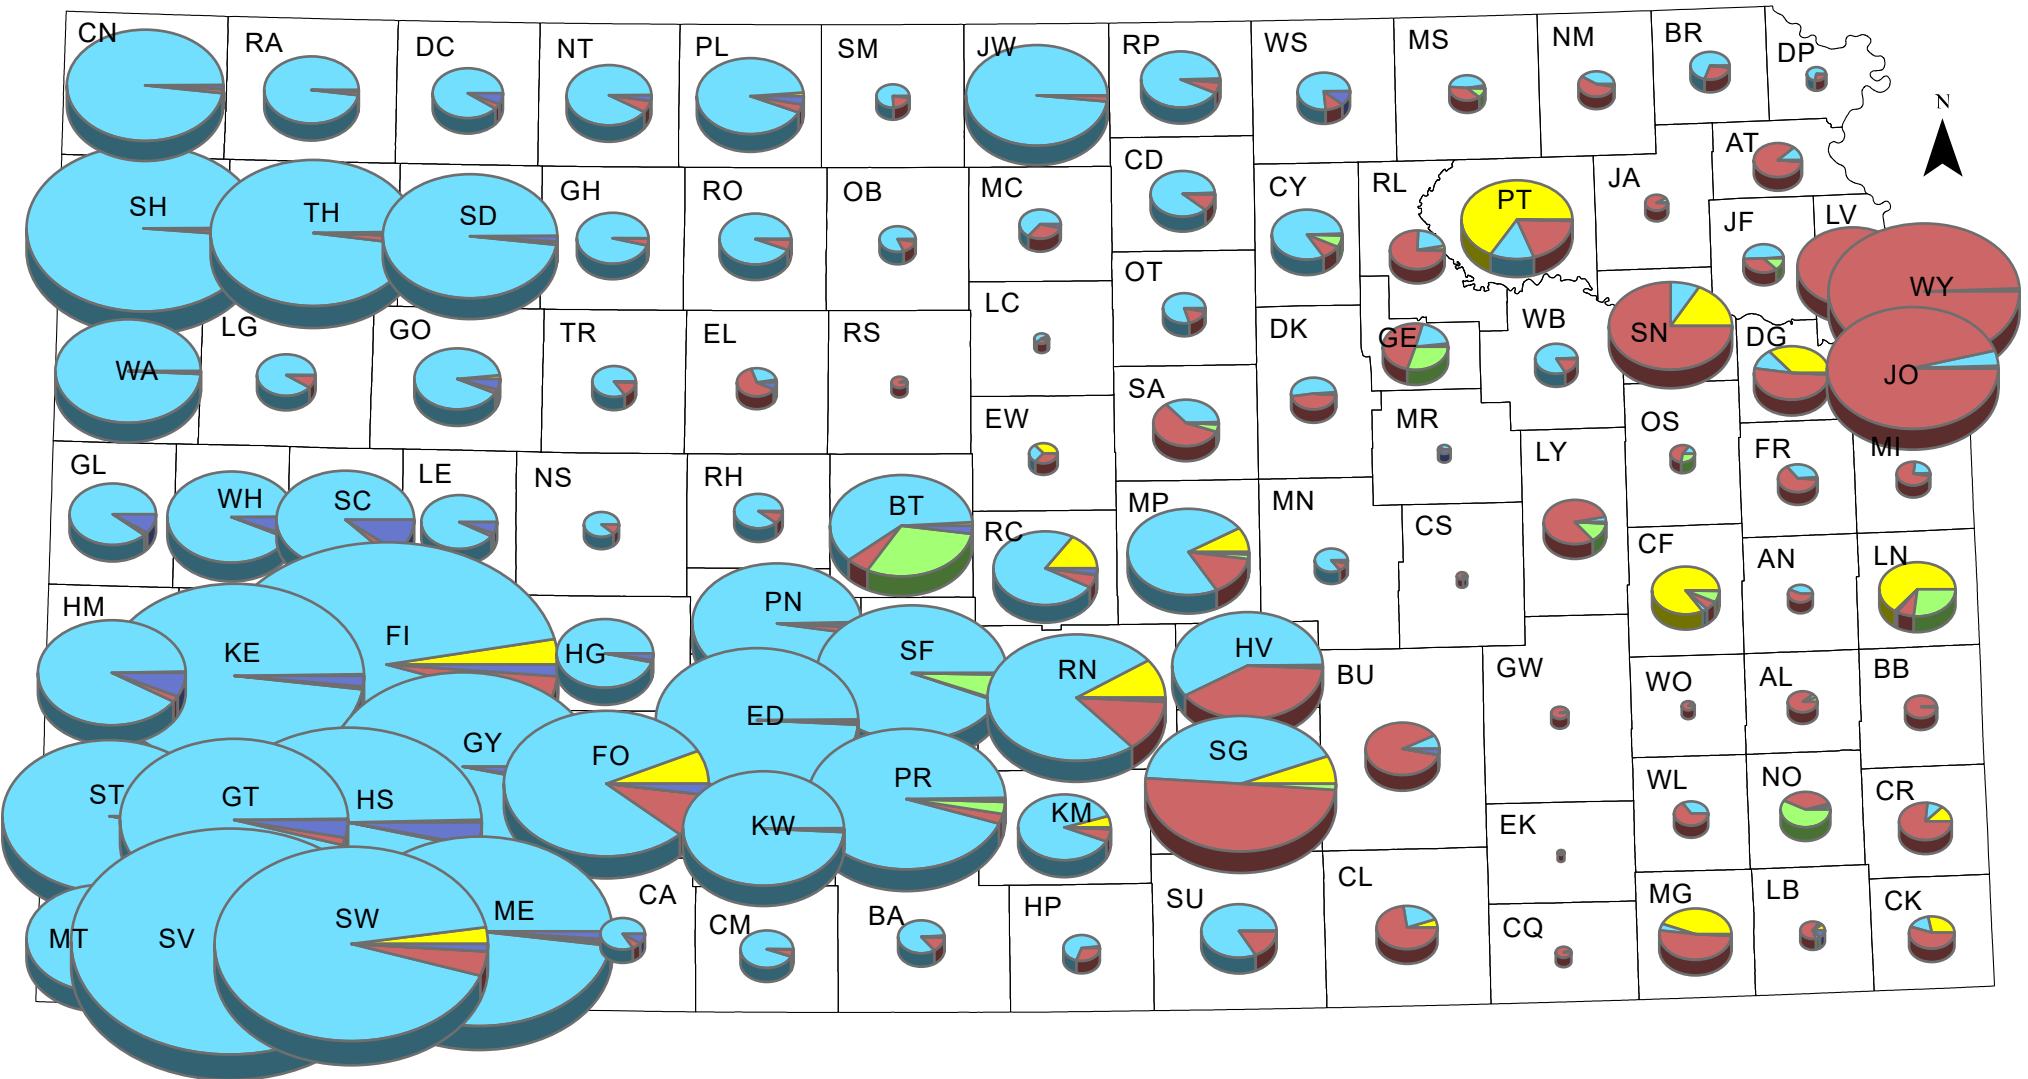 CN RA DC NT PL SM JW RP WS MS NM BR DP
N
SH TH SD GH RO OB MC CD CY RL PT JA AT
JF LV
WA LG GO TR EL RS LC OT DK GE WB SN DG WY
JO
GL WH SC LE NS RH BT EW SA MR LY OS FR MI
RC MP MN CS CF AN LN
HM KE FI HG PN SF RN HV BU GW WO AL BB
ST GT HS GY FO ED PR KM SG EK WL NO CR
KW
MT SV SW ME CA CM BA HP SU CL CQ MG LB CK